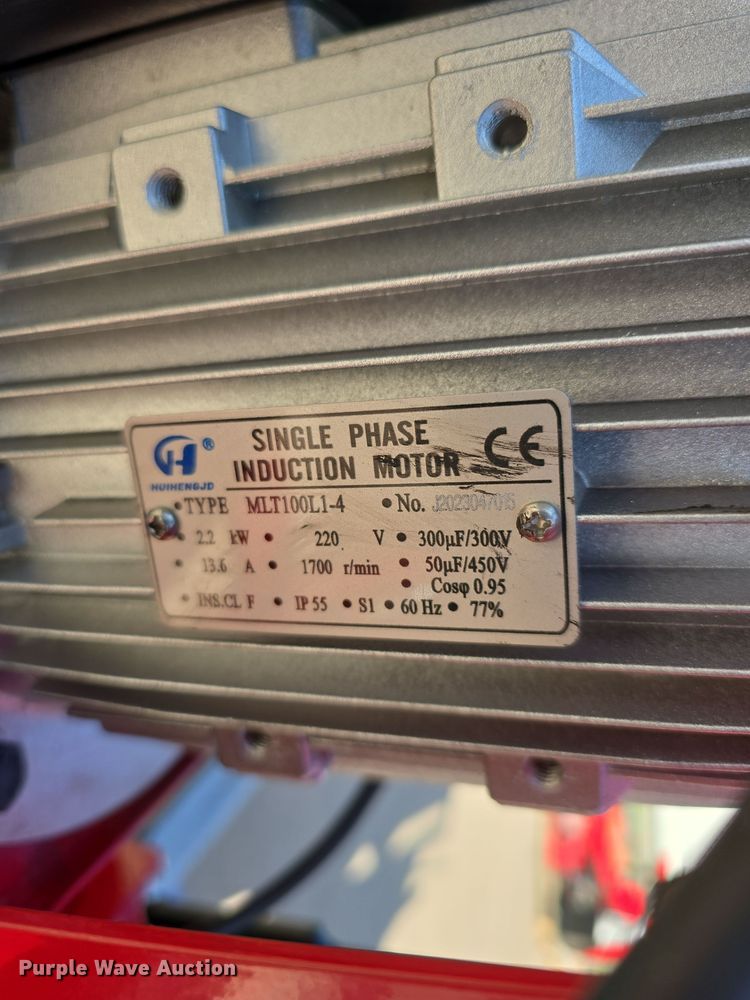 SINGLE PHASE
INDUCTION MOTOR CE
H ®
HUIHENGJD
• TYPE MLT100L1-4 • No. J2023047015
• 2.2 kW • 220 V • 300μF/300V
• 13.6 A • 1700 r/min • 50μF/450V
• Cosφ 0.95
• INS.CL F • IP 55 • S1 • 60 Hz • 77%
Purple Wave Auction